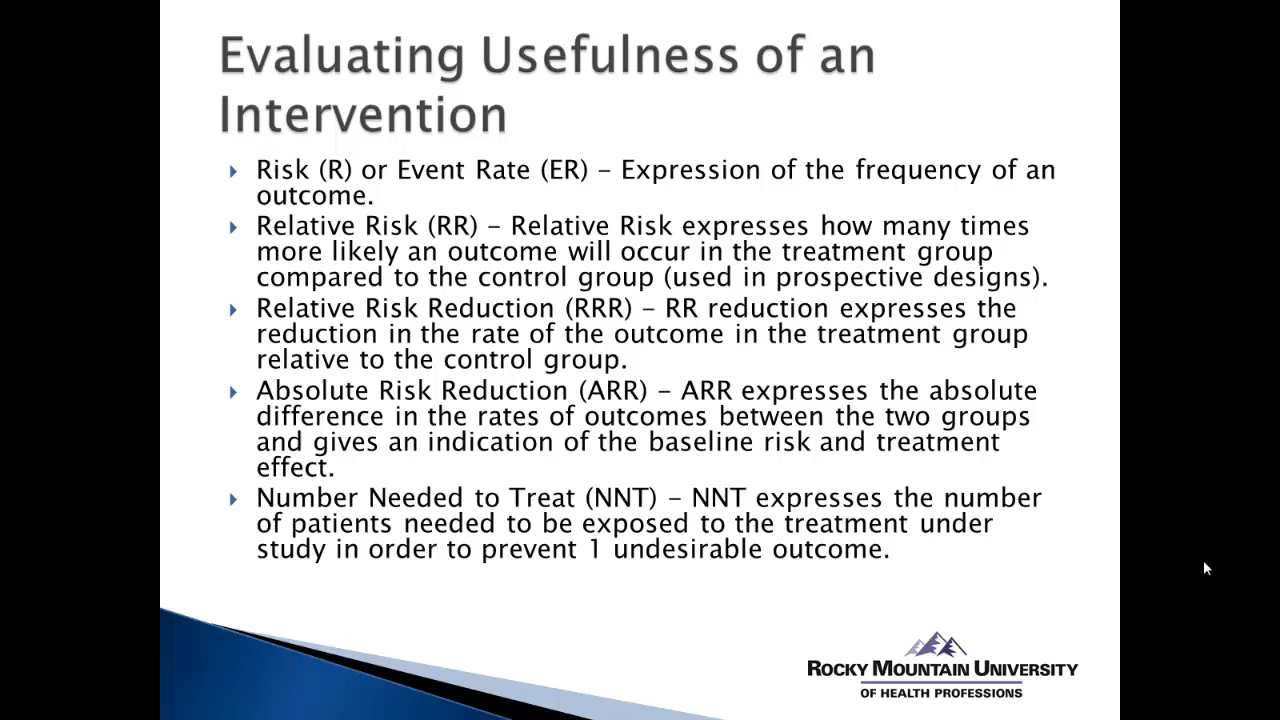 Evaluating Usefulness of an
Intervention
Risk (R) or Event Rate (ER) – Expression of the frequency of an
outcome.
Relative Risk (RR) – Relative Risk expresses how many times
more likely an outcome will occur in the treatment group
compared to the control group (used in prospective designs).
Relative Risk Reduction (RRR) – RR reduction expresses the
reduction in the rate of the outcome in the treatment group
relative to the control group.
Absolute Risk Reduction (ARR) – ARR expresses the absolute
difference in the rates of outcomes between the two groups
and gives an indication of the baseline risk and treatment
effect.
Number Needed to Treat (NNT) – NNT expresses the number
of patients needed to be exposed to the treatment under
study in order to prevent 1 undesirable outcome.
ROCKY MOUNTAIN UNIVERSITY
OF HEALTH PROFESSIONS